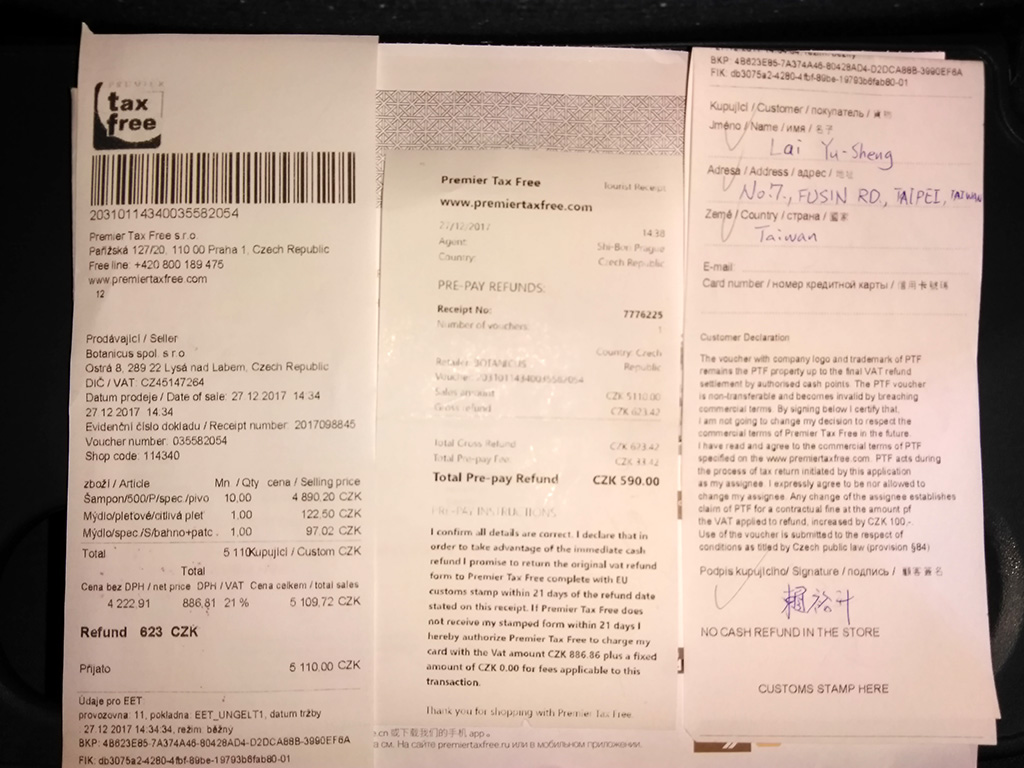 PREMIER
tax
free
20310114340035582054
Premier Tax Free s.r.o.
Pařížská 127/20. 110 00 Praha 1, Czech Republic
Free line: +420 800 189 475
www.premiertaxfree.com
12
Prodávající / Seller
Botanicus spol. s r.o
Ostrá 8, 289 22 Lysá nad Labem, Czech Republic
DIČ / VAT: CZ45147264
Datum prodeje / Date of sale: 27 12 2017 14:34
27 12 2017 14:34
Evidenční číslo dokladu / Receipt number: 2017098845
Voucher number: 035582054
Shop code: 114340
zboží / Article Mn. / Qty cena / Selling price
Šampon/500/P/spec./pivo 10,00 4 890,20 CZK
Mýdlo/pleťové/citlivá pleť 1,00 122,50 CZK
Mýdlo/spec./S/bahno+patc. 1,00 97,02 CZK
Total 5 110Kupující / Custom CZK
Total
Cena bez DPH / net price DPH / VAT Cena celkem / total sales
4 222,91 886,81 21 % 5 109,72 CZK
Refund 623 CZK
Přijato 5 110,00 CZK
Údaje pro EET
provozovna: 11, pokladna: EET_UNGELT1, datum tržby
27 12 2017 14:34:34, režim: běžný
BKP: 4B623E85-7A374A46-80428AD4-D2DCA88B-3990EF6A
FIK: db3075a2-4280-4fbf-89be-19793b6fab80-01
Premier Tax Free Tourist Receipt
www.premiertaxfree.com
27/12/2017 14:38
Agent: Shi-Bor Prague
Country: Czech Republic
PRE-PAY REFUNDS:
Receipt No: 7776225
Number of vouchers: 1
Retailer: BOTANICUS Country: Czech
Republic
Voucher: 20310114340035582054
Sales amount CZK 5110.00
Gross refund CZK 623.42
Total Gross Refund CZK 623.42
Total Pre-pay Fee CZK 33.42
Total Pre-pay Refund CZK 590.00
PRE-PAY INSTRUCTIONS
I confirm all details are correct. I declare that in
order to take advantage of the immediate cash
refund I promise to return the original vat refund
form to Premier Tax Free complete with EU
customs stamp within 21 days of the refund date
stated on this receipt. If Premier Tax Free does
not receive my stamped form within 21 days I
hereby authorize Premier Tax Free to charge my
card with the Vat amount CZK 886.86 plus a fixed
amount of CZK 0.00 for fees applicable to this
transaction.
Thank you for shopping with Premier Tax Free.
.cn 或下载我们的手机 app。
а см. На сайте premiertaxfree.ru или в мобильном приложении.
BKP: 4B623E85-7A374A46-80428AD4-D2DCA88B-3990EF6A
FIK: db3075a2-4280-4fbf-89be-19793b6fab80-01
Kupující / Customer / покупатель /
Jméno / Name / имя / 名子
Lai Yu-Sheng
Adresa / Address / адрес / 地址
No.7., FUSIN RD., TAIPEI, TAIWAN
Země / Country / страна / 國家
Taiwan
E-mail:
Card number / номер кредитной карты / 信用卡號碼
Customer Declaration
The voucher with company logo and trademark of PTF
remains the PTF property up to the final VAT refund
settlement by authorised cash points. The PTF voucher
is non-transferable and becomes invalid by breaching
commercial terms. By signing below I certify that,
I am not going to change my decision to respect the
commercial terms of Premier Tax Free in the future.
I have read and agree to the commercial terms of PTF
specified on the www.premiertaxfree.com. PTF acts during
the process of tax return initiated by this application
as my assignee. I expressly agree to be nor allowed to
change my assignee. Any change of the assignee establishes
claim of PTF for a contractual fine at the amount pf
the VAT applied to refund, increased by CZK 100,-.
Use of the voucher is submitted to the respect of
conditions as titled by Czech public law (provision §84)
Podpis kupujícího/ Signature / подпись / 顧客簽名
賴裕升
NO CASH REFUND IN THE STORE
CUSTOMS STAMP HERE